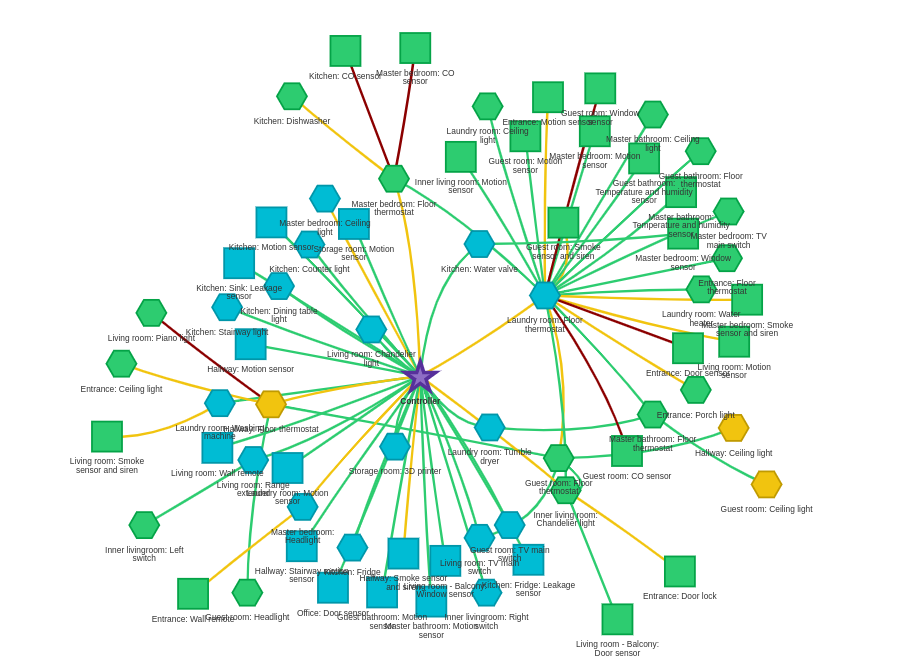 Kitchen: CO sensor
Master bedroom: CO
sensor
Kitchen: Dishwasher
Laundry room: Ceiling
light
Entrance: Motion sensor
Guest room: Window
sensor
Master bedroom: Motion
sensor
Master bathroom: Ceiling
light
Guest room: Motion
sensor
Inner living room: Motion
sensor
Guest bathroom:
Temperature and humidity
sensor
Guest bathroom: Floor
thermostat
Master bedroom: Floor
thermostat
Master bathroom:
Temperature and humidity
sensor
Master bedroom: TV
main switch
Master bedroom: Ceiling
light
Storage room: Motion
sensor
Kitchen: Motion sensor
Kitchen: Counter light
Kitchen: Water valve
Guest room: Smoke
sensor and siren
Master bedroom: Window
sensor
Entrance: Floor
thermostat
Kitchen: Sink: Leakage
sensor
Kitchen: Dining table
light
Laundry room: Floor
thermostat
Laundry room: Water
heater
Master bedroom: Smoke
sensor and siren
Living room: Piano light
Kitchen: Stairway light
Living room: Chandelier
light
Hallway: Motion sensor
Entrance: Door sensor
Living room: Motion
sensor
Entrance: Ceiling light
Controller
Entrance: Porch light
Laundry room: Washing
machine
Hallway: Floor thermostat
Master bathroom: Floor
thermostat
Hallway: Ceiling light
Living room: Smoke
sensor and siren
Living room: Wall remote
Storage room: 3D printer
Laundry room: Tumble
dryer
Guest room: CO sensor
Living room: Range
extender
Laundry room: Motion
sensor
Guest room: Floor
thermostat
Guest room: Ceiling light
Inner living room:
Chandelier light
Inner livingroom: Left
switch
Master bedroom:
Headlight
Guest room: TV main
switch
Living room: TV main
switch
Hallway: Stairway motion
sensor
Kitchen: Fridge
Hallway: Smoke sensor
and siren
Living room - Balcony:
Window sensor
Kitchen: Fridge: Leakage
sensor
Entrance: Door lock
Entrance: Wall remote
Guest room: Headlight
Office: Door sensor
Guest bathroom: Motion
sensor
Master bathroom: Motion
sensor
Inner livingroom: Right
switch
Living room - Balcony:
Door sensor